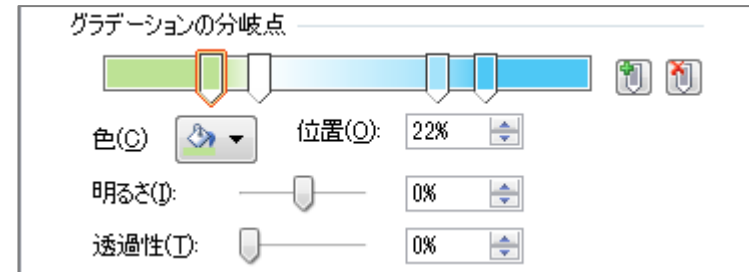 グラデーションの分岐点
色(C) 位置(O): 22%
明るさ(I): 0%
透過性(T): 0%